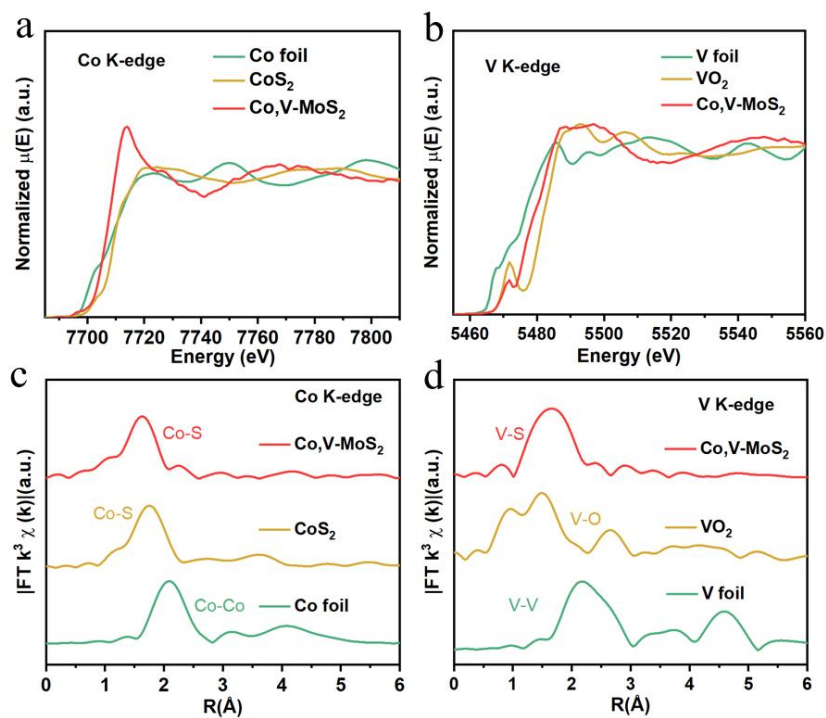 a
Co K-edge
Co foil
CoS₂
Co,V-MoS₂
Normalized μ(E) (a.u.)
7700 7720 7740 7760 7780 7800
Energy (eV)
b
V K-edge
V foil
VO₂
Co,V-MoS₂
Normalized μ(E) (a.u.)
5460 5480 5500 5520 5540 5560
Energy (eV)
c
Co K-edge
Co-S
Co,V-MoS₂
Co-S
CoS₂
Co-Co
Co foil
|FT k³ χ (k)|(a.u.)
0 1 2 3 4 5 6
R(Å)
d
V K-edge
V-S
Co,V-MoS₂
V-O
VO₂
V-V
V foil
|FT k³ χ (k)|(a.u.)
0 1 2 3 4 5 6
R(Å)